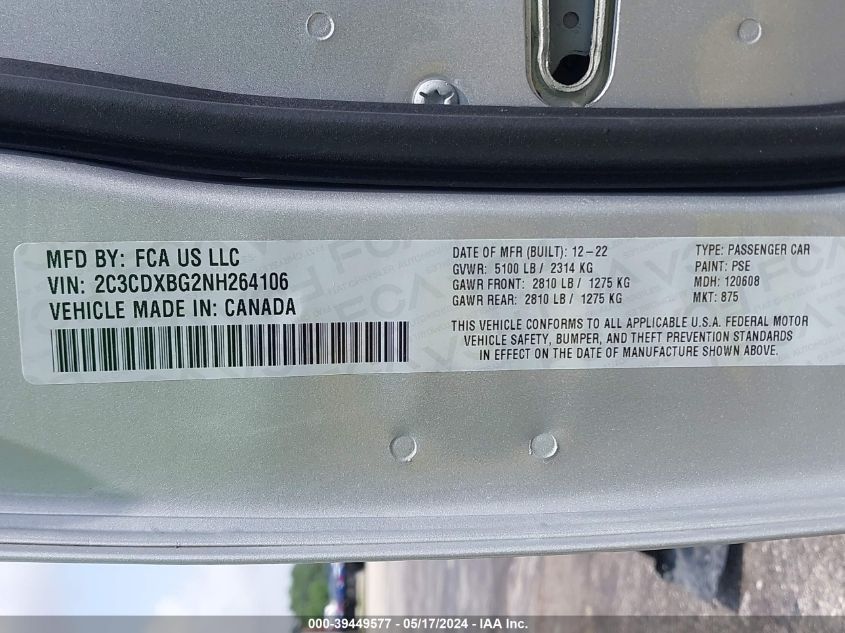 MFD BY: FCA US LLC
VIN: 2C3CDXBG2NH264106
VEHICLE MADE IN: CANADA
DATE OF MFR (BUILT): 12-22
GVWR: 5100 LB / 2314 KG
GAWR FRONT: 2810 LB / 1275 KG
GAWR REAR: 2810 LB / 1275 KG
TYPE: PASSENGER CAR
PAINT: PSE
MDH: 120608
MKT: 875
THIS VEHICLE CONFORMS TO ALL APPLICABLE U.S.A. FEDERAL MOTOR
VEHICLE SAFETY, BUMPER, AND THEFT PREVENTION STANDARDS
IN EFFECT ON THE DATE OF MANUFACTURE SHOWN ABOVE.
000-39449577 - 05/17/2024 - IAAI.com